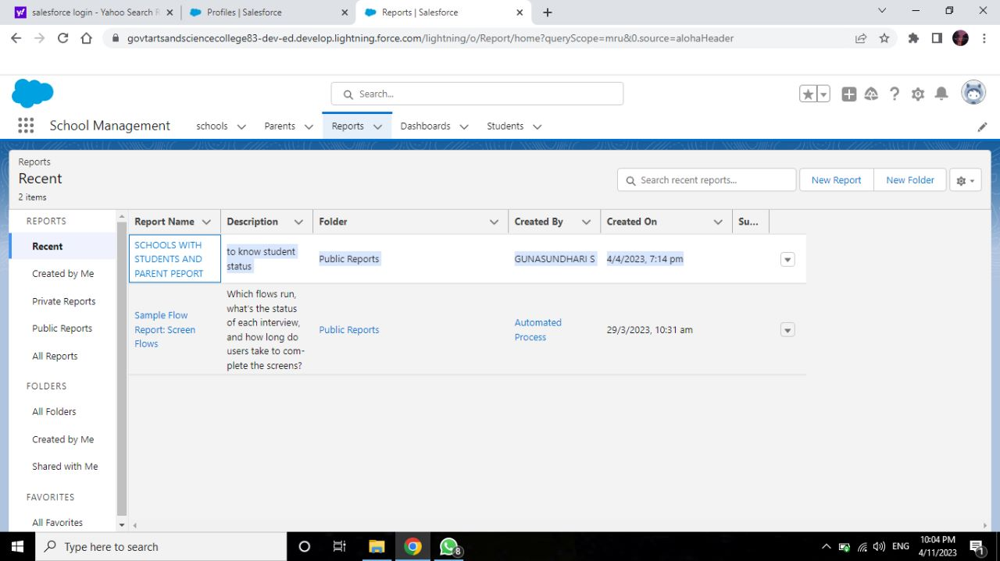 salesforce login - Yahoo Search R
Profiles | Salesforce
Reports | Salesforce
govtartsandsciencecollege83-dev-ed.develop.lightning.force.com/lightning/o/Report/home?queryScope=mru&0.source=alohaHeader
Search...
School Management
schools
Parents
Reports
Dashboards
Students
Reports
Recent
2 items
Search recent reports...
New Report
New Folder
REPORTS
Recent
Created by Me
Private Reports
Public Reports
All Reports
FOLDERS
All Folders
Created by Me
Shared with Me
FAVORITES
All Favorites
Report Name
Description
Folder
Created By
Created On
Su...
SCHOOLS WITH
STUDENTS AND
PARENT PEPORT
to know student
status
Public Reports
GUNASUNDHARI S
4/4/2023, 7:14 pm
Sample Flow
Report: Screen
Flows
Which flows run,
what's the status
of each interview,
and how long do
users take to com-
plete the screens?
Public Reports
Automated
Process
29/3/2023, 10:31 am
Type here to search
8
ENG
10:04 PM
4/11/2023
1